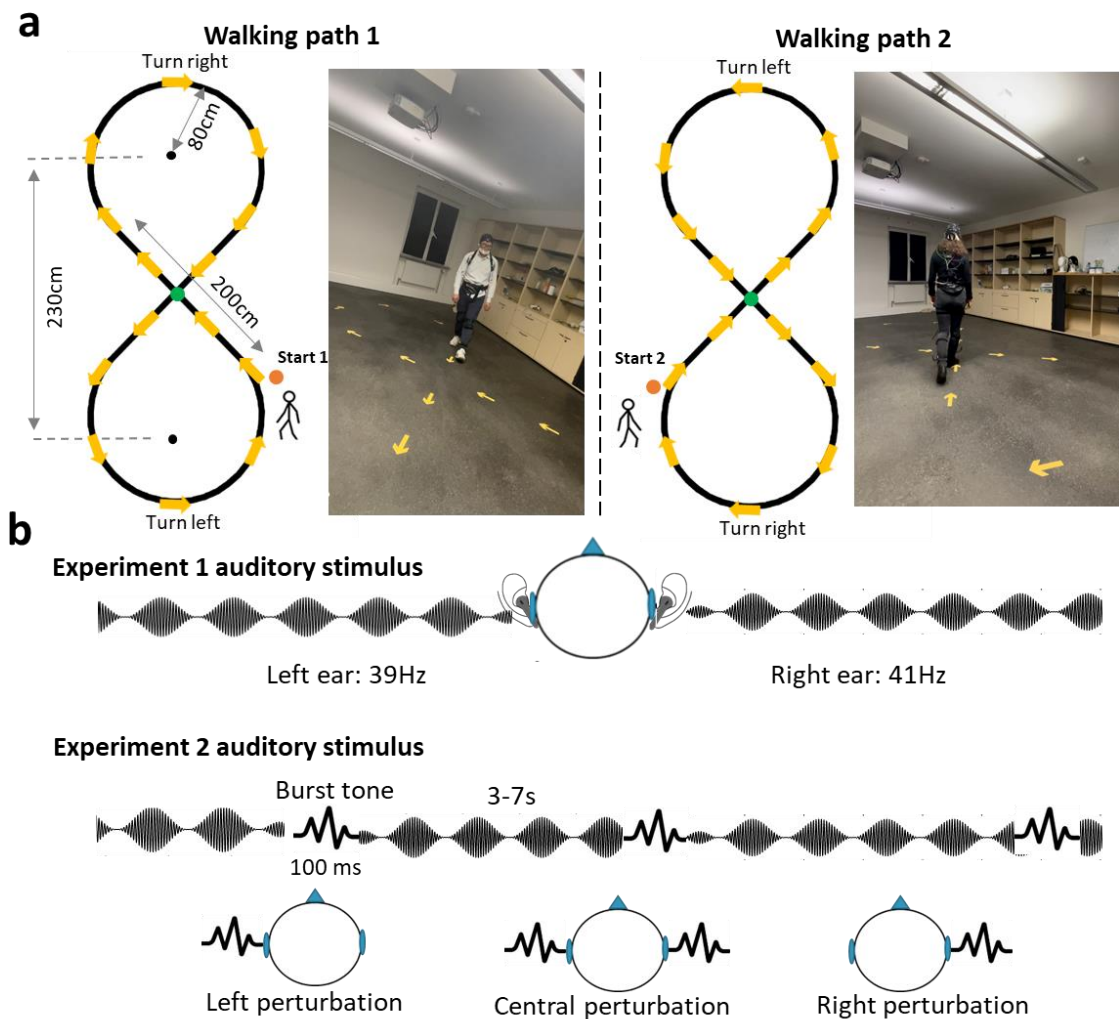 a
Walking path 1
Walking path 2
Turn right
80cm
230cm
200cm
Start 1
Turn left
Turn left
Start 2
Turn right
b
Experiment 1 auditory stimulus
Left ear: 39Hz
Right ear: 41Hz
Experiment 2 auditory stimulus
Burst tone
3-7s
100 ms
Left perturbation
Central perturbation
Right perturbation